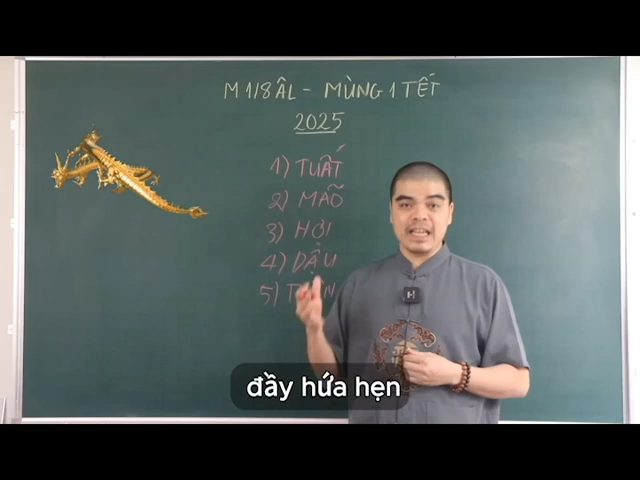 M1/8ÂL - MÙNG 1 TẾT
2025
1) TUẤT
2) MÃO
3) HỢI
4) DẬU
5)
đầy hứa hẹn